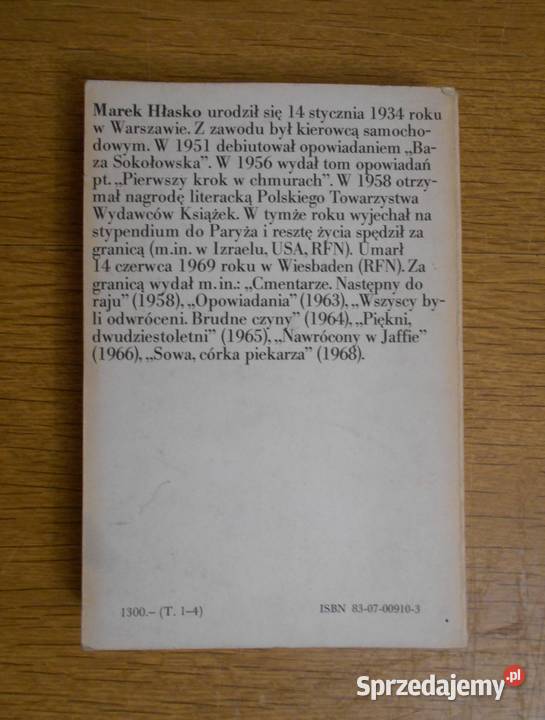 Marek Hłasko urodził się 14 stycznia 1934 roku
w Warszawie. Z zawodu był kierowcą samocho-
dowym. W 1951 debiutował opowiadaniem „Ba-
za Sokołowska”. W 1956 wydał tom opowiadań
pt. „Pierwszy krok w chmurach”. W 1958 otrzy-
mał nagrodę literacką Polskiego Towarzystwa
Wydawców Książek. W tymże roku wyjechał na
stypendium do Paryża i resztę życia spędził za
granicą (m.in. w Izraelu, USA, RFN). Umarł
14 czerwca 1969 roku w Wiesbaden (RFN). Za
granicą wydał m.in.: „Cmentarze. Następny do
raju” (1958), „Opowiadania” (1963), „Wszyscy by-
li odwróceni. Brudne czyny” (1964), „Piękni,
dwudziestoletni” (1965), „Nawrócony w Jaffie”
(1966), „Sowa, córka piekarza” (1968).
1300.– (T. 1–4)
ISBN 83-07-00910-3
Sprzedajemy.pl